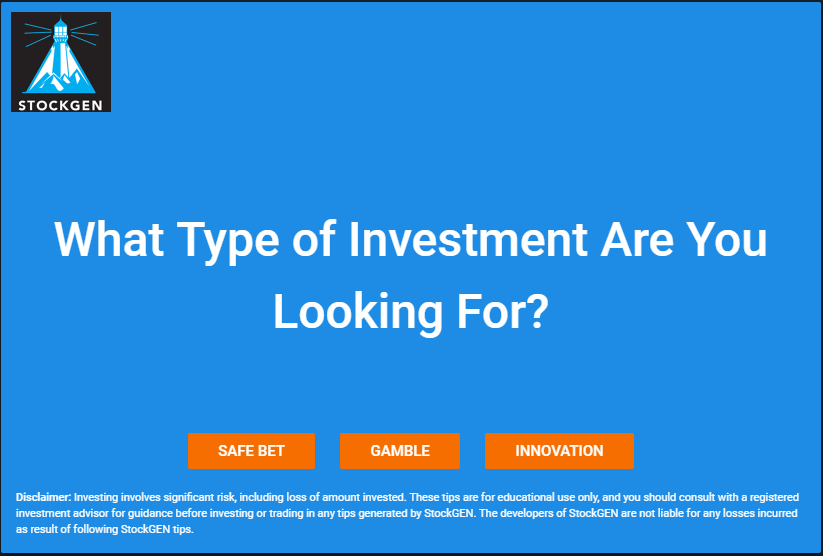 STOCKGEN
What Type of Investment Are You
Looking For?
SAFE BET
GAMBLE
INNOVATION
Disclaimer: Investing involves significant risk, including loss of amount invested. These tips are for educational use only, and you should consult with a registered
investment advisor for guidance before investing or trading in any tips generated by StockGEN. The developers of StockGEN are not liable for any losses incurred
as result of following StockGEN tips.